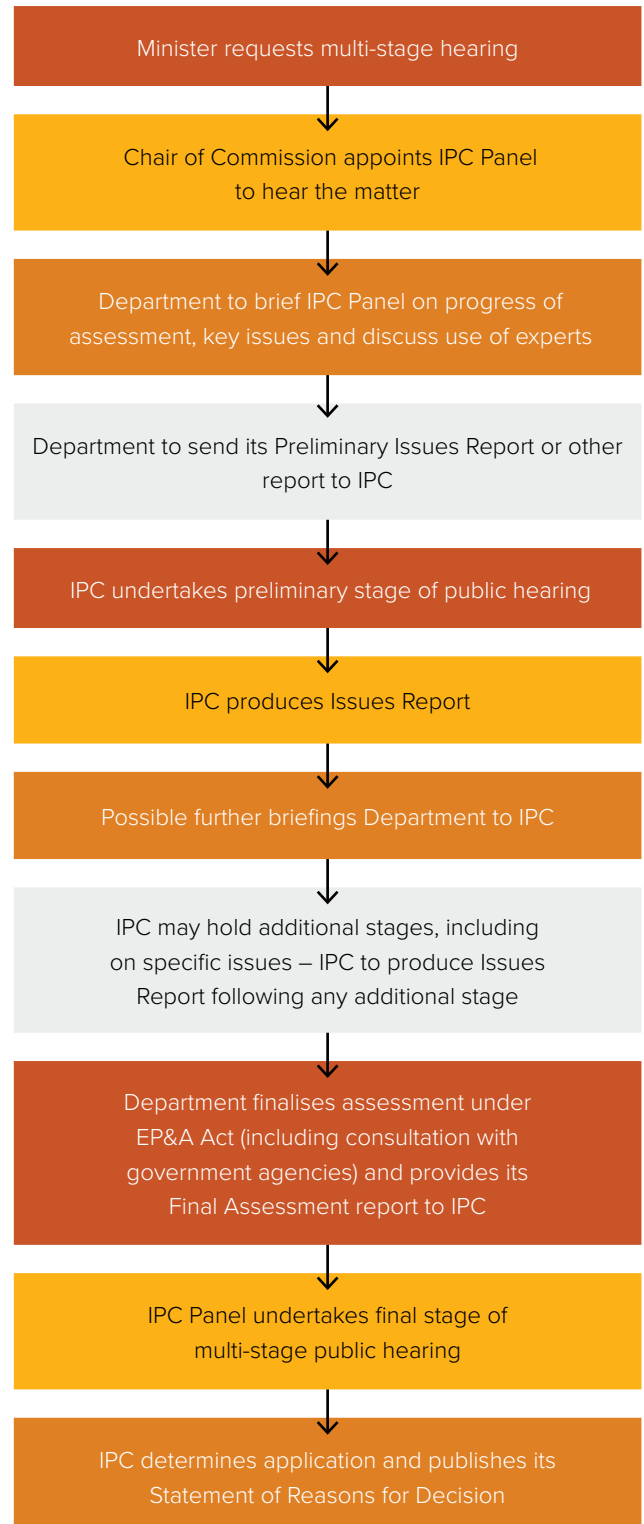 Minister requests multi-stage hearing
Chair of Commission appoints IPC Panel
to hear the matter
Department to brief IPC Panel on progress of
assessment, key issues and discuss use of experts
Department to send its Preliminary Issues Report or other
report to IPC
IPC undertakes preliminary stage of public hearing
IPC produces Issues Report
Possible further briefings Department to IPC
IPC may hold additional stages, including
on specific issues – IPC to produce Issues
Report following any additional stage
Department finalises assessment under
EP&A Act (including consultation with
government agencies) and provides its
Final Assessment report to IPC
IPC Panel undertakes final stage of
multi-stage public hearing
IPC determines application and publishes its
Statement of Reasons for Decision